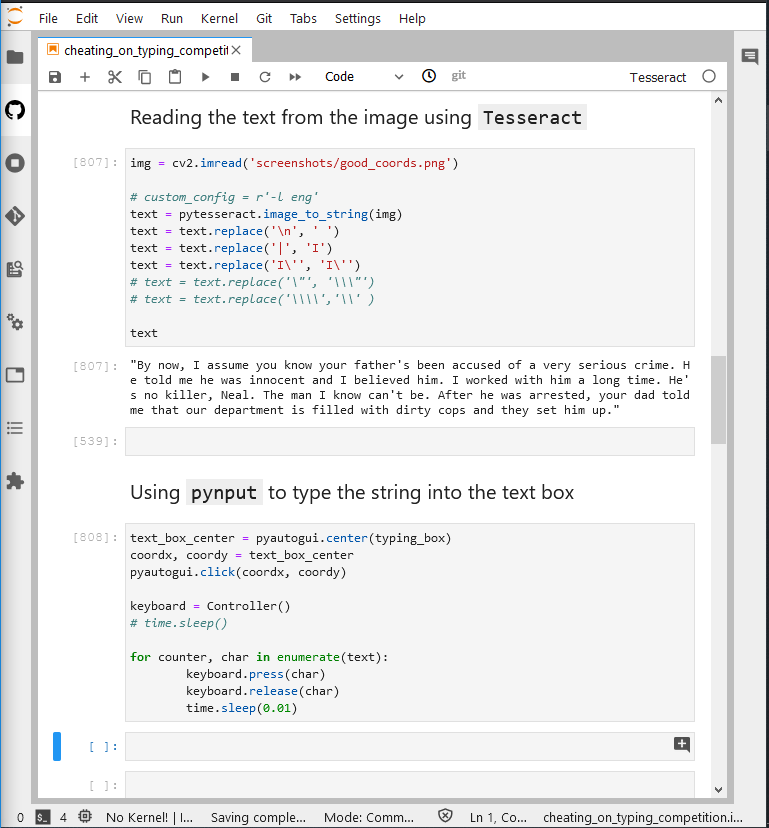 File Edit View Run Kernel Git Tabs Settings Help
cheating_on_typing_competit
Code
git
Tesseract
Reading the text from the image using Tesseract
[807]:
img = cv2.imread('screenshots/good_coords.png')
# custom_config = r'-l eng'
text = pytesseract.image_to_string(img)
text = text.replace('\n', ' ')
text = text.replace('|', 'I')
text = text.replace('I\'', 'I\'')
# text = text.replace('\"', '\\\"')
# text = text.replace('\\\\','\\' )
text
[807]:
"By now, I assume you know your father's been accused of a very serious crime. H
e told me he was innocent and I believed him. I worked with him a long time. He'
s no killer, Neal. The man I know can't be. After he was arrested, your dad told
me that our department is filled with dirty cops and they set him up."
[539]:
Using pynput to type the string into the text box
[808]:
text_box_center = pyautogui.center(typing_box)
coordx, coordy = text_box_center
pyautogui.click(coordx, coordy)
keyboard = Controller()
# time.sleep()
for counter, char in enumerate(text):
keyboard.press(char)
keyboard.release(char)
time.sleep(0.01)
[ ]:
[ ]:
0 4 No Kernel! | I... Saving comple... Mode: Comm... Ln 1, Co... cheating_on_typing_competition.i...